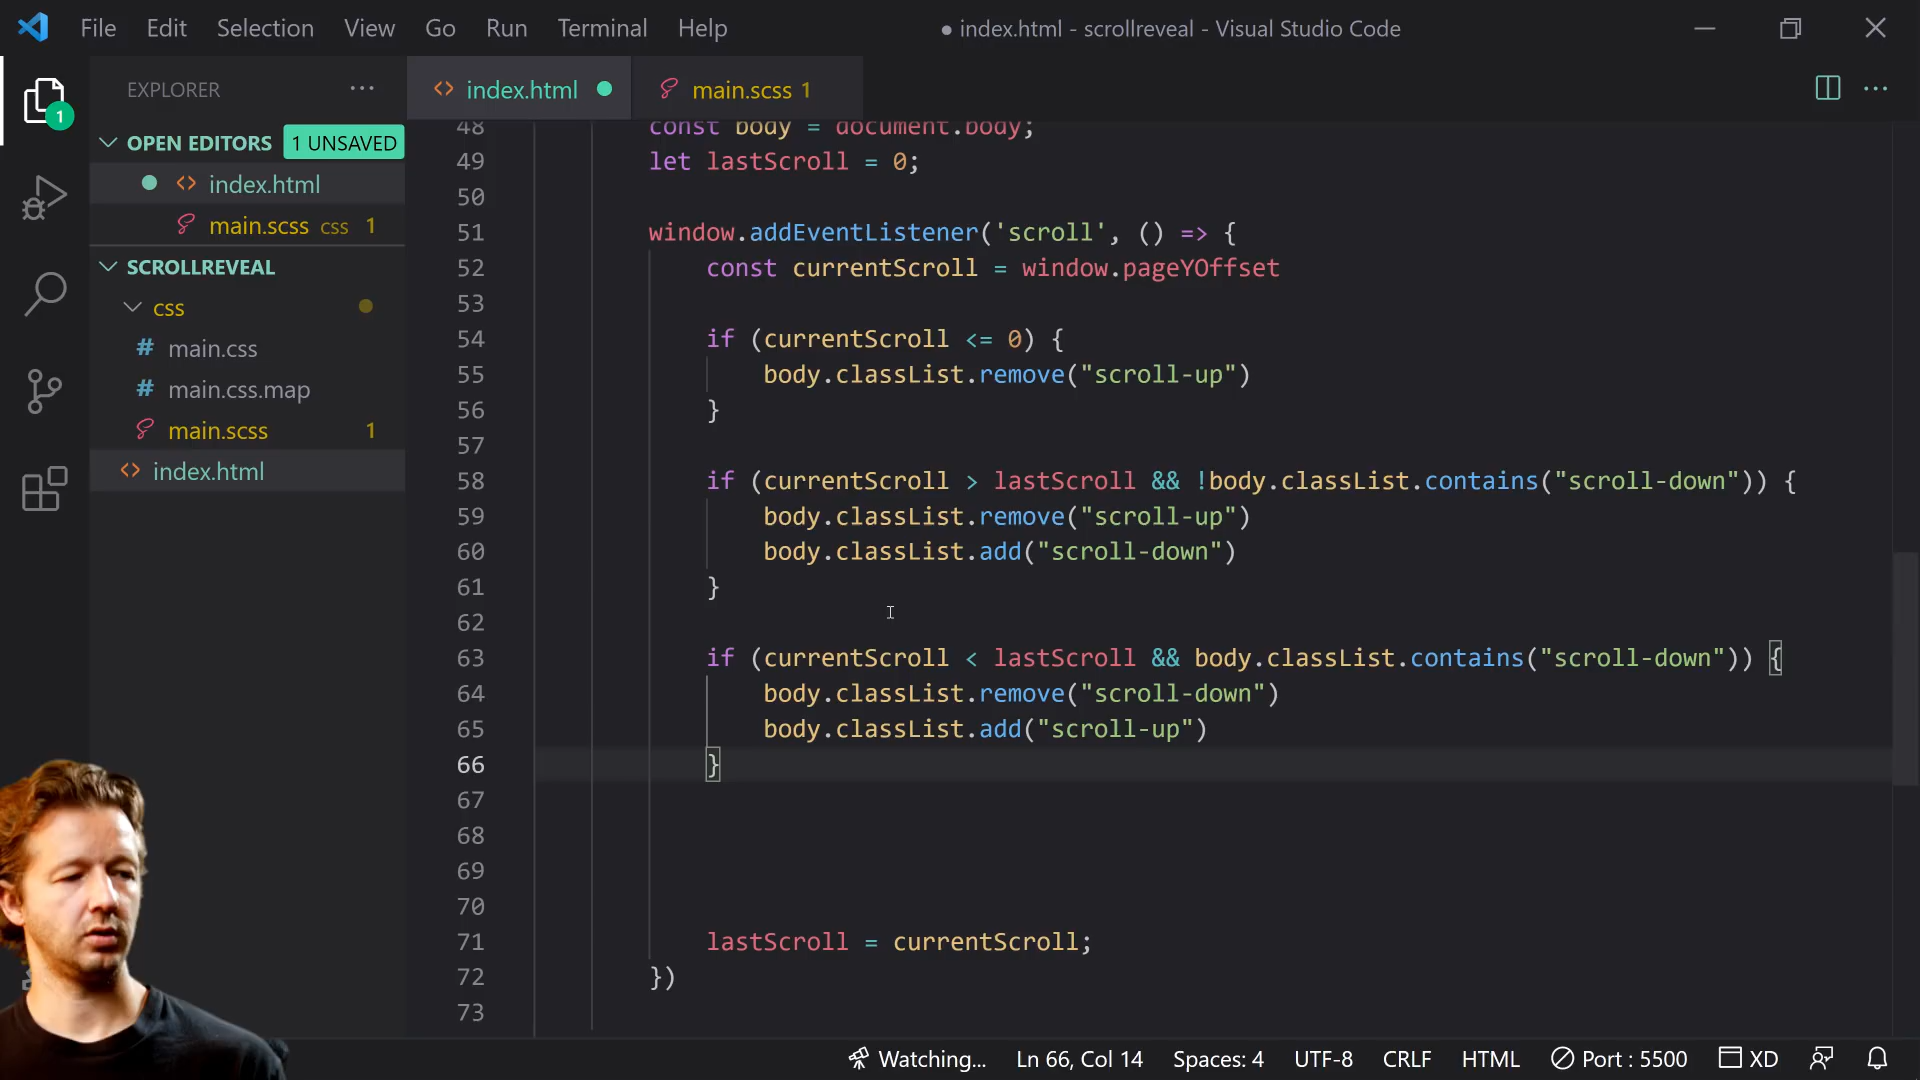 File Edit Selection View Go Run Terminal Help
● index.html - scrollreveal - Visual Studio Code
EXPLORER
index.html
main.scss 1
1
OPEN EDITORS 1 UNSAVED
index.html
main.scss css 1
SCROLLREVEAL
css
# main.css
# main.css.map
main.scss 1
index.html
48 const body = document.body;
49 let lastScroll = 0;
50
51 window.addEventListener('scroll', () => {
52 const currentScroll = window.pageYOffset
53
54 if (currentScroll <= 0) {
55 body.classList.remove("scroll-up")
56 }
57
58 if (currentScroll > lastScroll && !body.classList.contains("scroll-down")) {
59 body.classList.remove("scroll-up")
60 body.classList.add("scroll-down")
61 }
62
63 if (currentScroll < lastScroll && body.classList.contains("scroll-down")) {
64 body.classList.remove("scroll-down")
65 body.classList.add("scroll-up")
66 }
67
68
69
70
71 lastScroll = currentScroll;
72 })
73
Watching... Ln 66, Col 14 Spaces: 4 UTF-8 CRLF HTML Port : 5500 XD